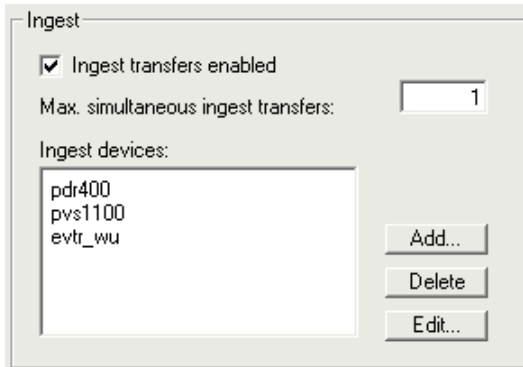 Ingest
Ingest transfers enabled
Max. simultaneous ingest transfers: 1
Ingest devices:
pdr400
pvs1100
evtr_wu
Add...
Delete
Edit...